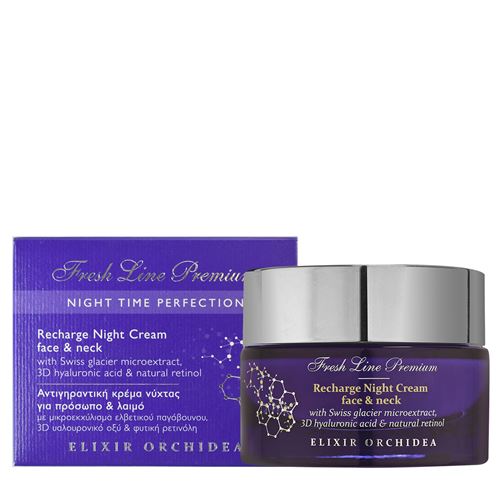 Fresh Line Premium
NIGHT TIME PERFECTION
Recharge Night Cream
face & neck
with Swiss glacier microextract,
3D hyaluronic acid & natural retinol
Αντιγηραντική κρέμα νύχτας
για πρόσωπο & λαιμό
με μικροεκχύλισμα ελβετικού παγόβουνου,
3D υαλουρονικό οξύ & φυτική ρετινόλη
ELIXIR ORCHIDEA
Fresh Line Premium
Recharge Night Cream
face & neck
with Swiss glacier microextract,
3D hyaluronic acid & natural retinol
ELIXIR ORCHIDEA